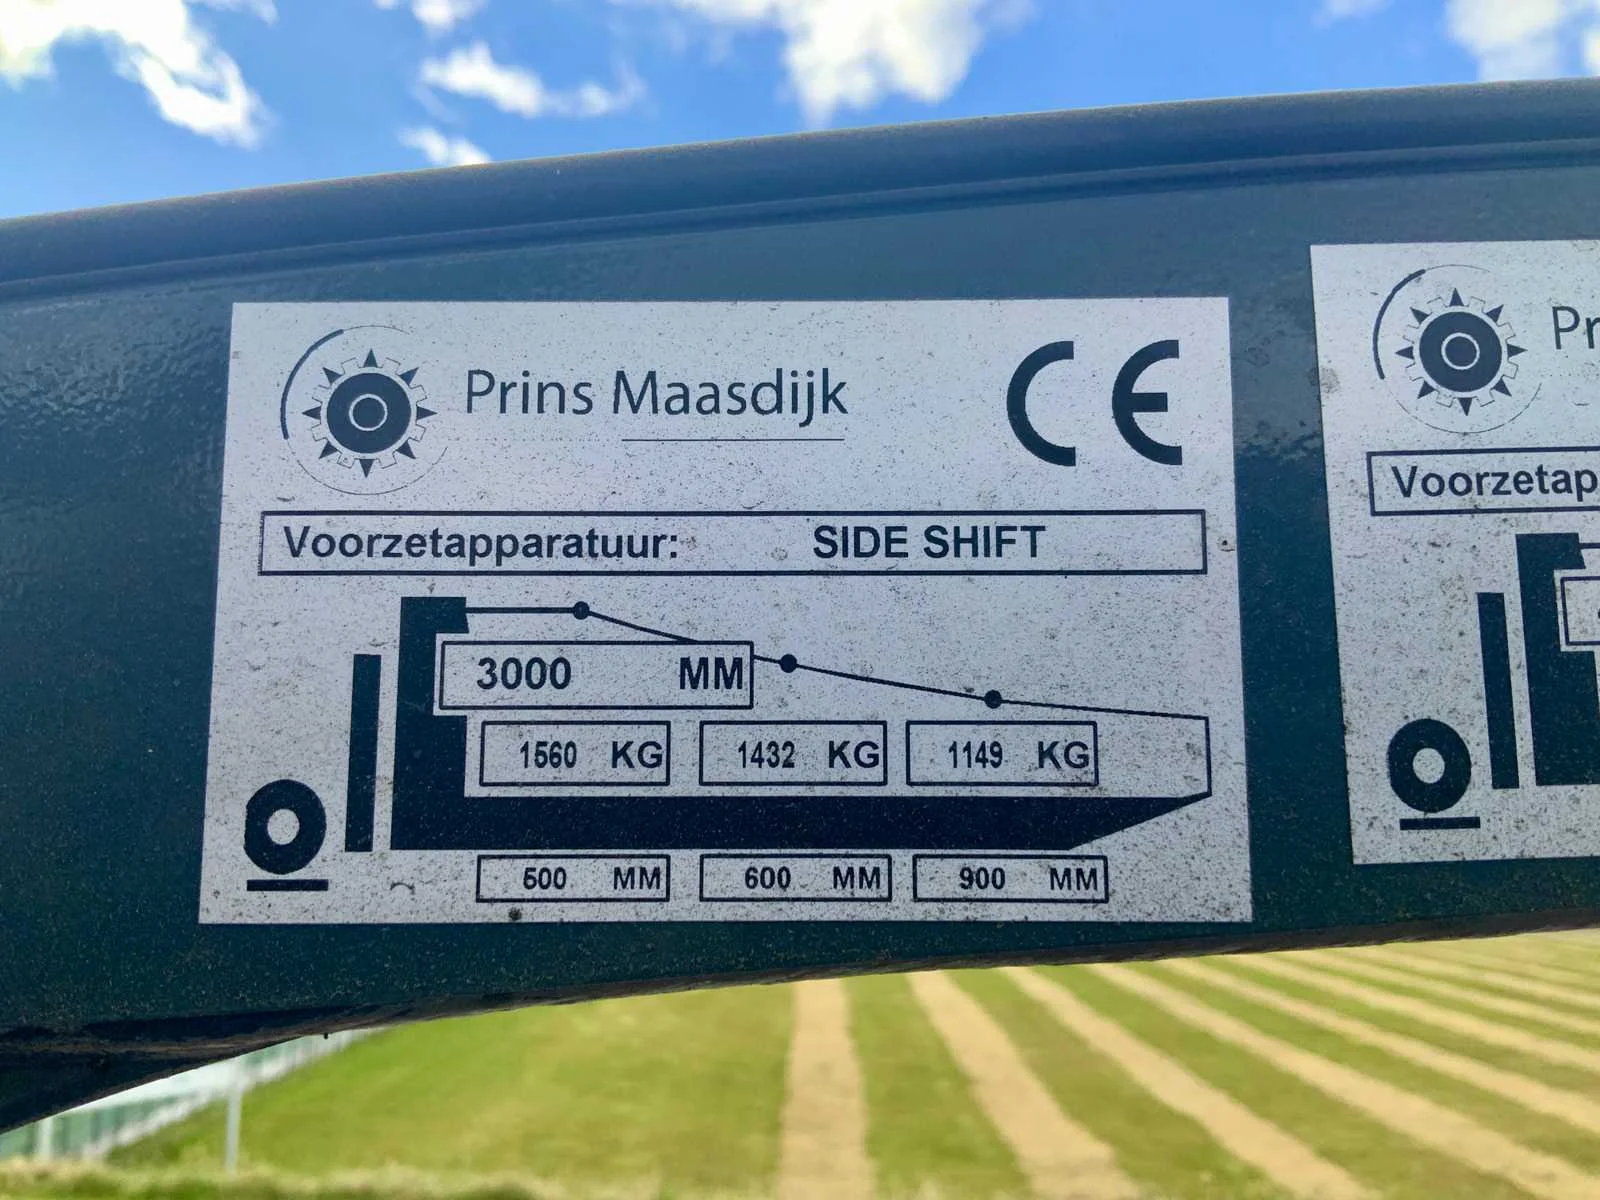 Prins Maasdijk
CE
Voorzetapparatuur: SIDE SHIFT
3000 MM
1560 KG 1432 KG 1149 KG
500 MM 600 MM 900 MM
Pr
Voorzetap